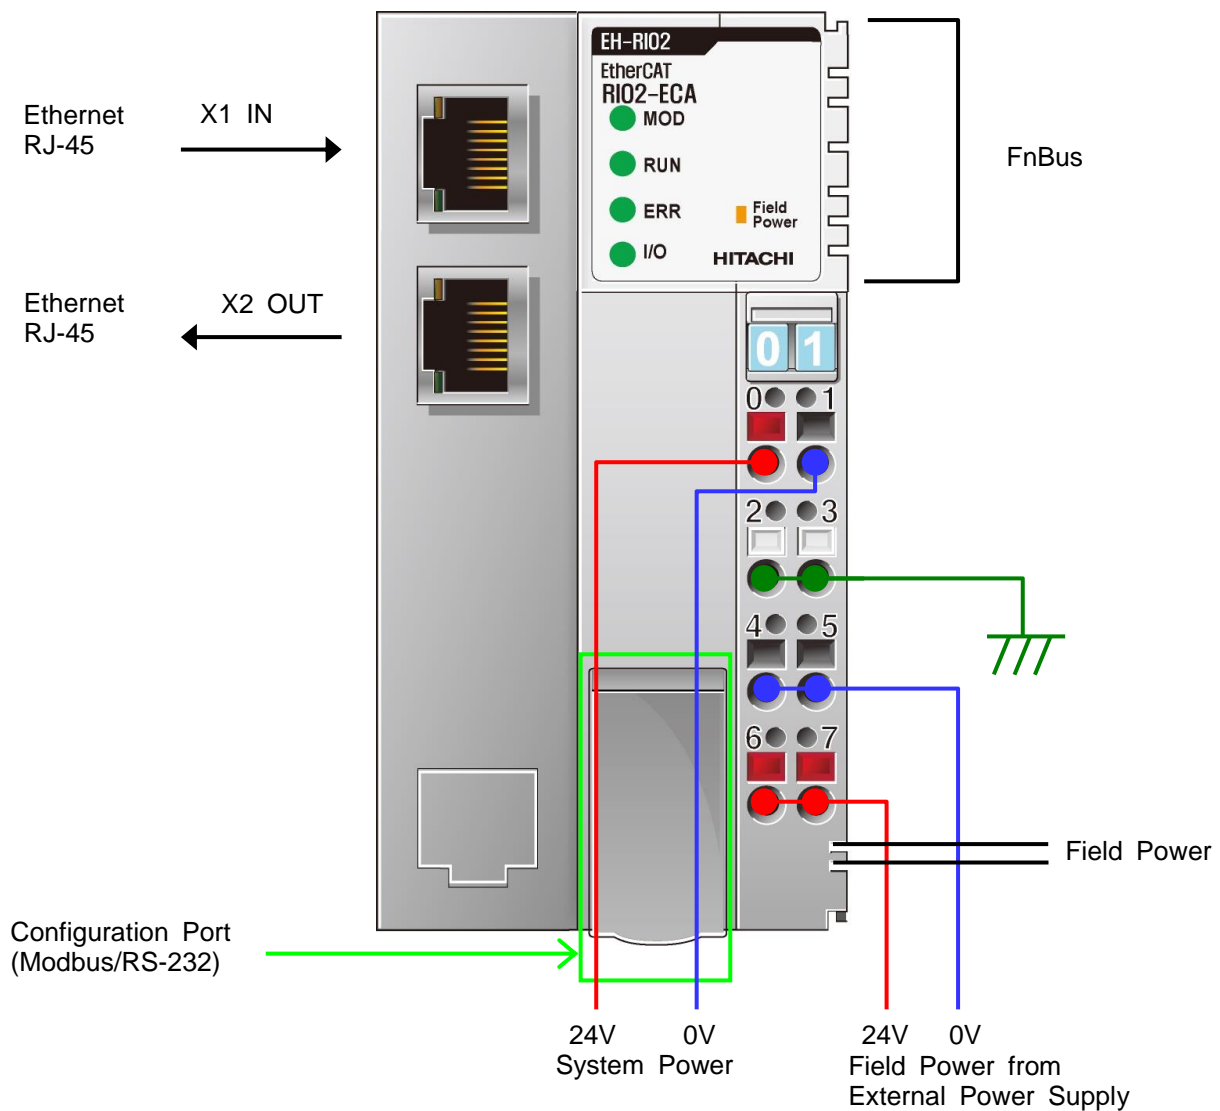 EH-RIO2
EtherCAT
RIO2-ECA
MOD
RUN
ERR
I/O
Field
Power
HITACHI
Ethernet
RJ-45
X1 IN
Ethernet
RJ-45
X2 OUT
FnBus
0 1
0 1
2 3
4 5
6 7
Field Power
Configuration Port
(Modbus/RS-232)
24V 0V
System Power
24V 0V
Field Power from
External Power Supply